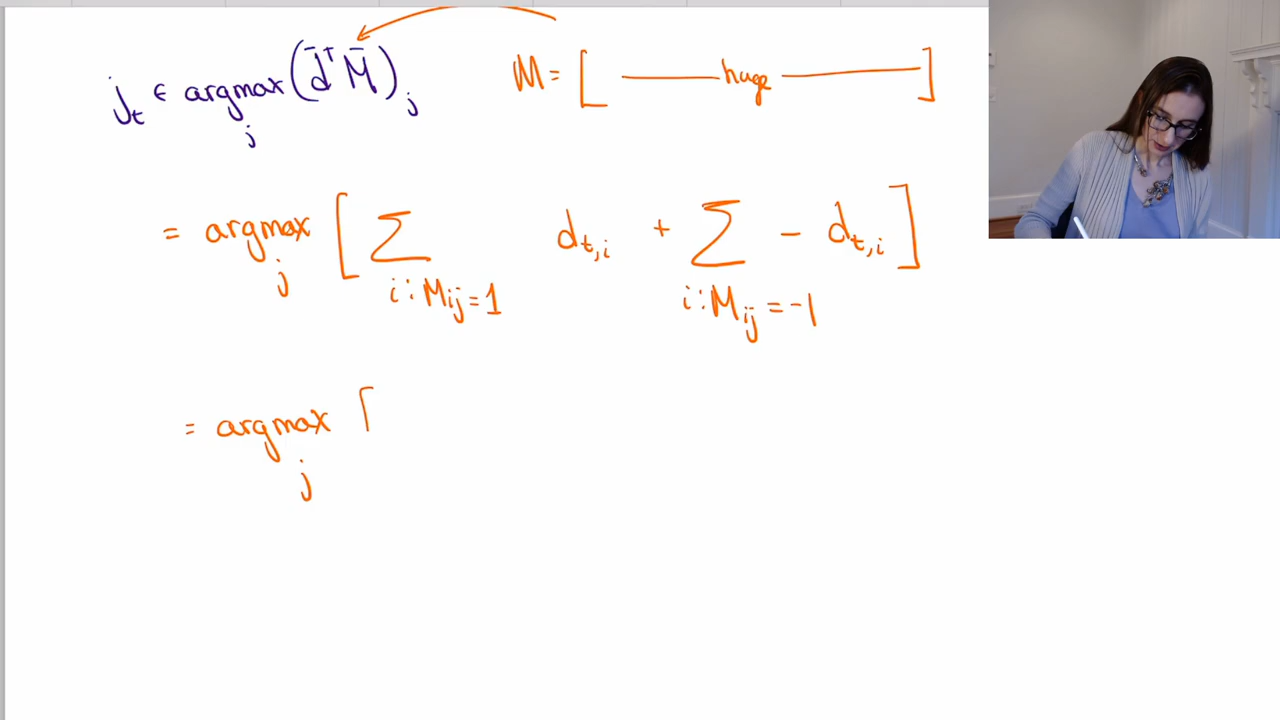 j_t ∈ argmax_j (d̄ᵀ M̄)_j    M = [ —— huge —— ]
= argmax_j [ Σ_{i:M_ij=1} d_{t,i} + Σ_{i:M_ij=-1} - d_{t,i} ]
= argmax_j [